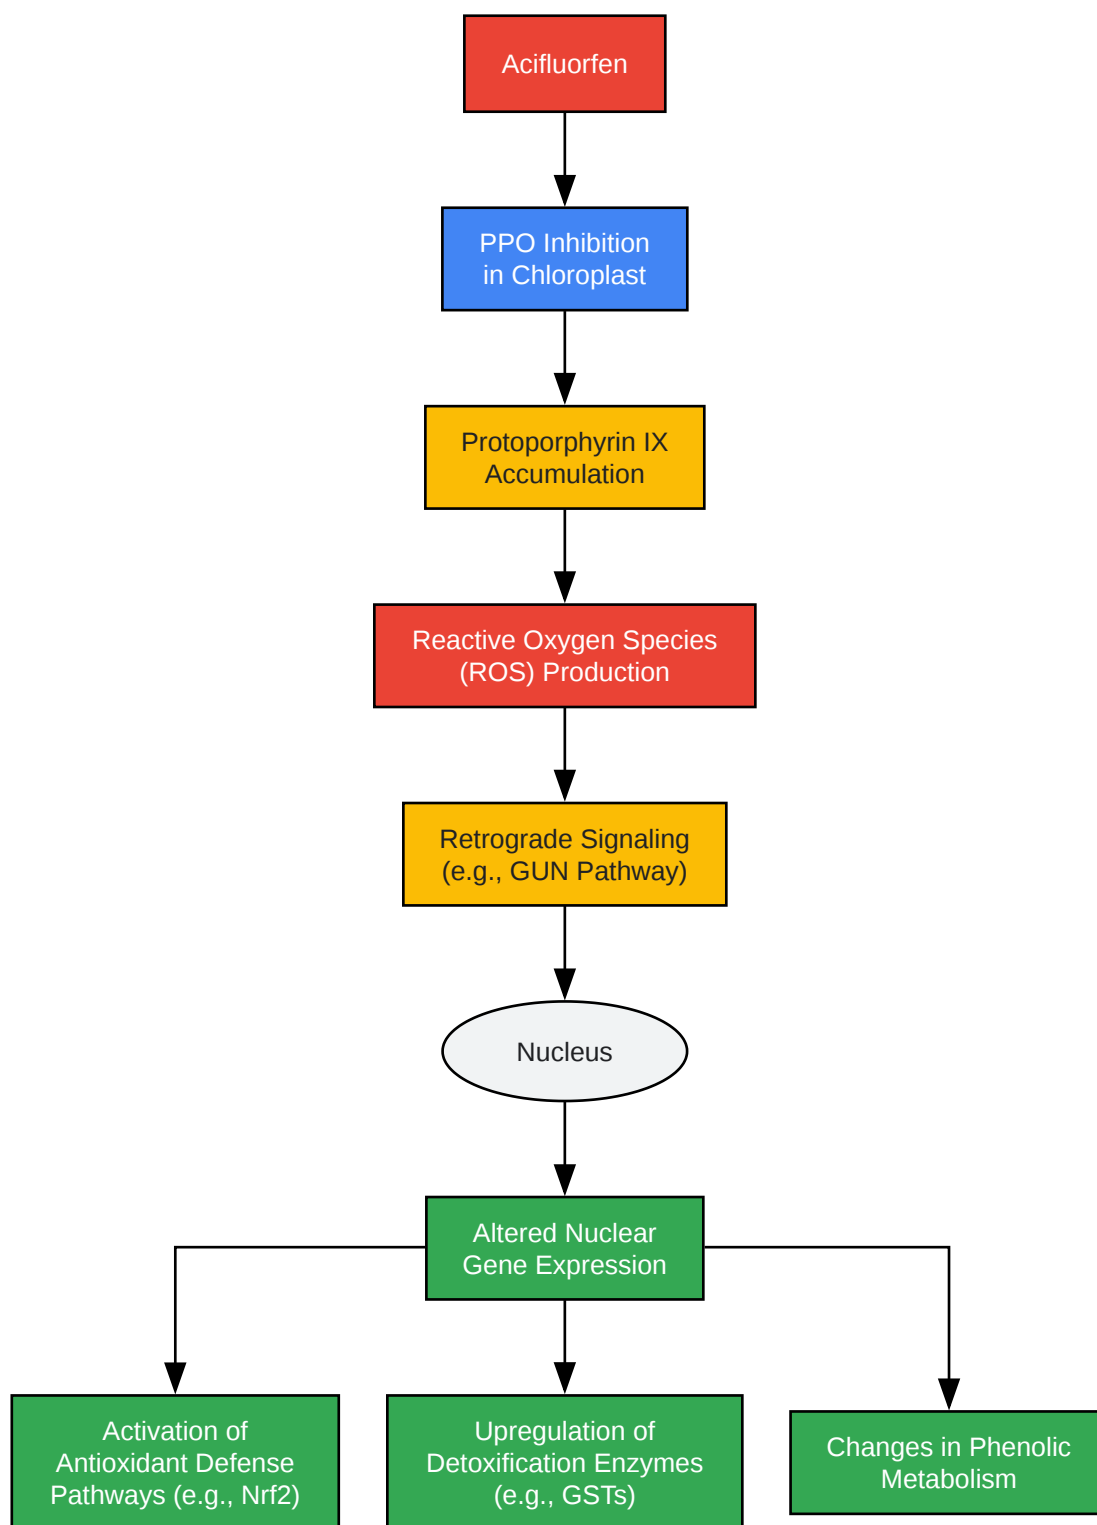 Acifluorfen
PPO Inhibition
in Chloroplast
Protoporphyrin IX
Accumulation
Reactive Oxygen Species
(ROS) Production
Retrograde Signaling
(e.g., GUN Pathway)
Nucleus
Altered Nuclear
Gene Expression
Activation of
Antioxidant Defense
Pathways (e.g., Nrf2)
Upregulation of
Detoxification Enzymes
(e.g., GSTs)
Changes in Phenolic
Metabolism